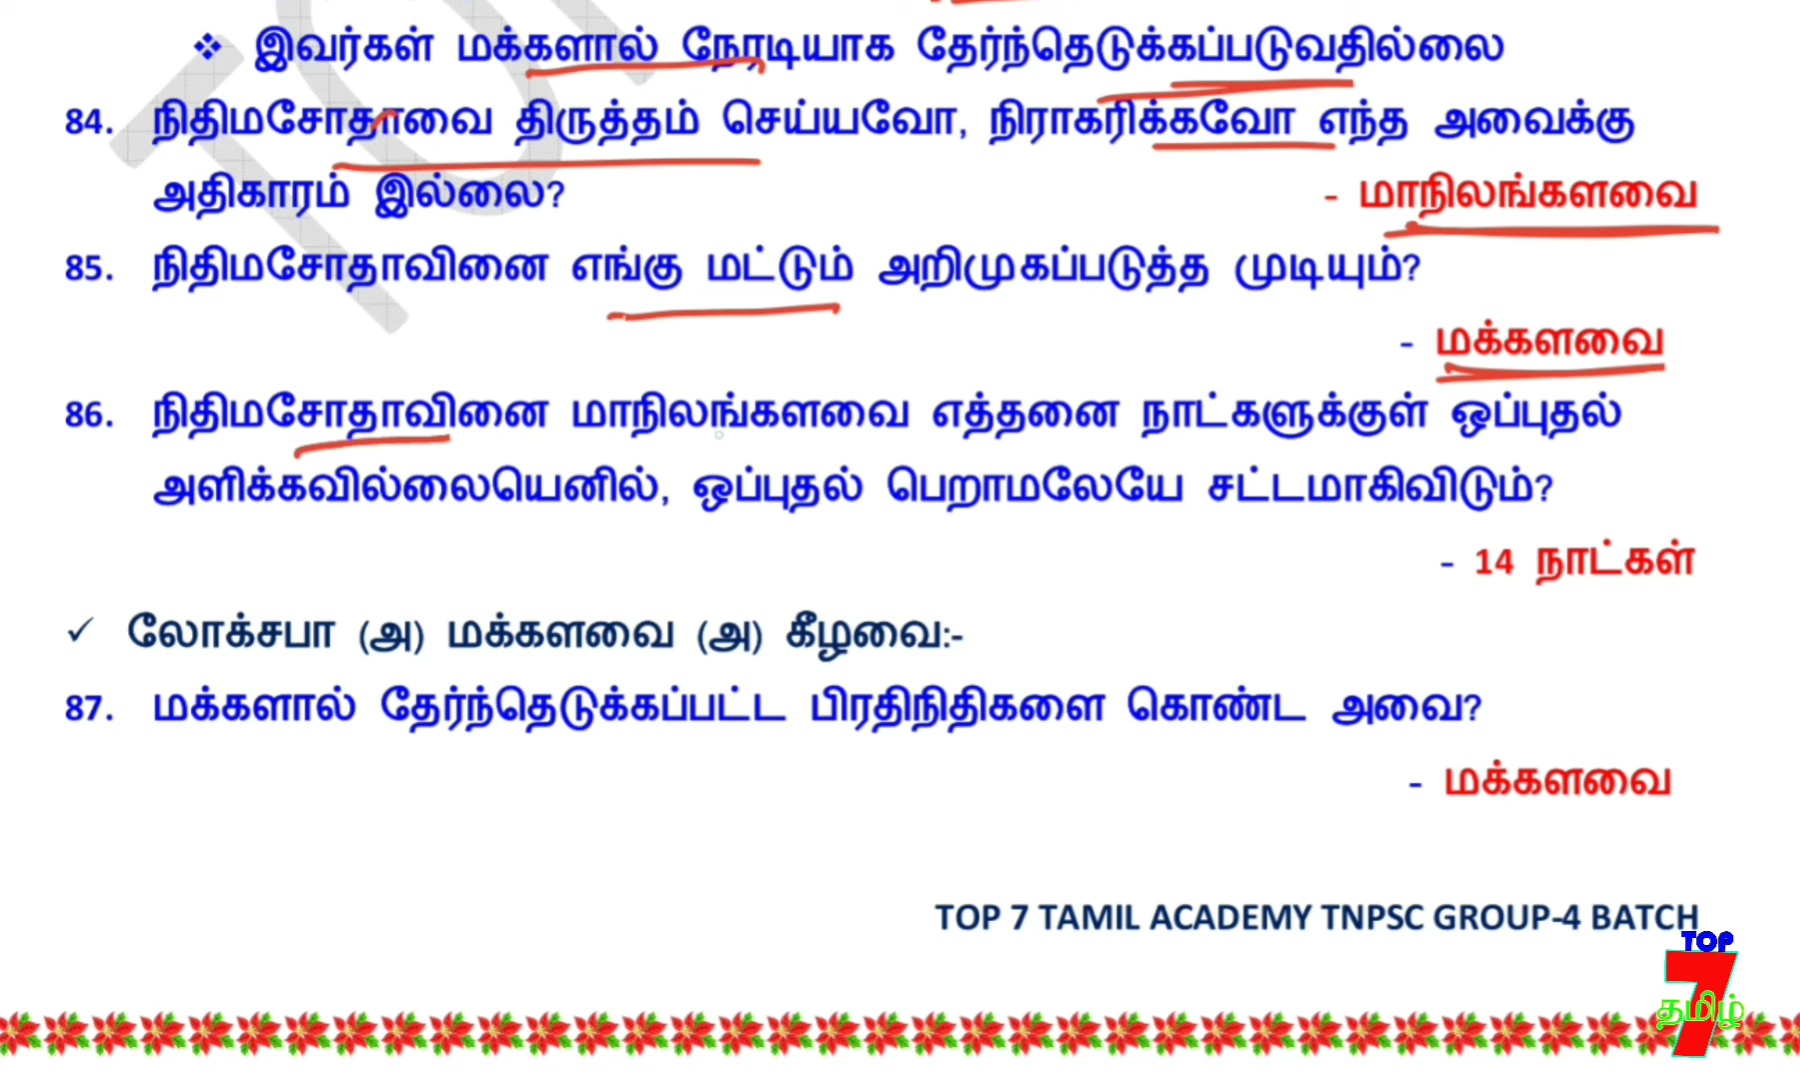 ❖ இவர்கள் மக்களால் நேரடியாக தேர்ந்தெடுக்கப்படுவதில்லை
84. நிதிமசோதாவை திருத்தம் செய்யவோ, நிராகரிக்கவோ எந்த அவைக்கு
அதிகாரம் இல்லை? - மாநிலங்களவை
85. நிதிமசோதாவினை எங்கு மட்டும் அறிமுகப்படுத்த முடியும்?
- மக்களவை
86. நிதிமசோதாவினை மாநிலங்களவை எத்தனை நாட்களுக்குள் ஒப்புதல்
அளிக்கவில்லையெனில், ஒப்புதல் பெறாமலேயே சட்டமாகிவிடும்?
- 14 நாட்கள்
✓ லோக்சபா (அ) மக்களவை (அ) கீழவை:-
87. மக்களால் தேர்ந்தெடுக்கப்பட்ட பிரதிநிதிகளை கொண்ட அவை?
- மக்களவை
TOP 7 TAMIL ACADEMY TNPSC GROUP-4 BATCH
TOP
7
தமிழ்